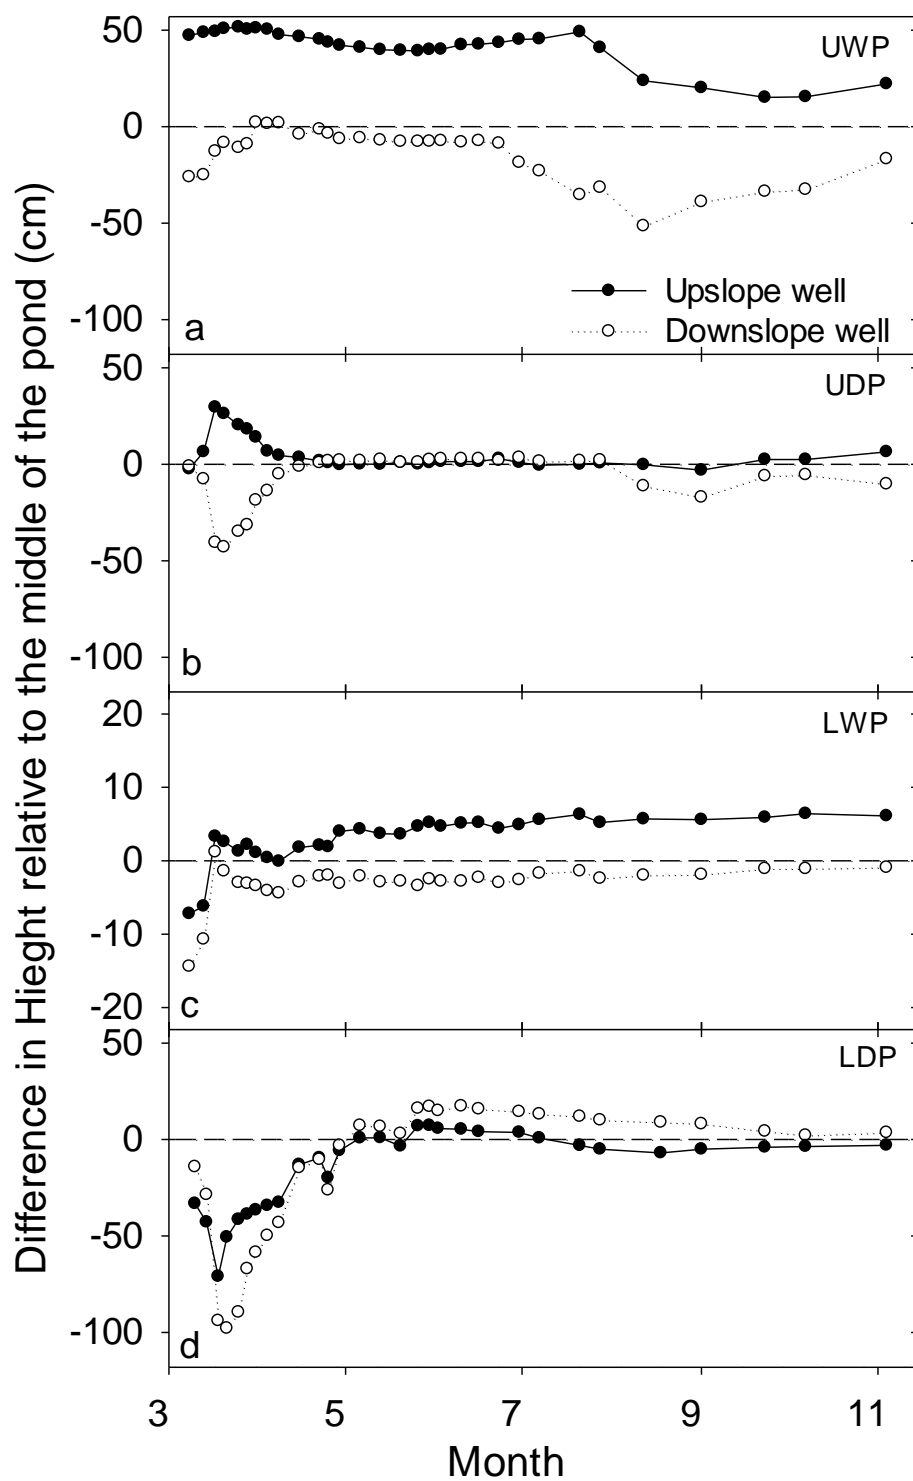 Difference in Hieght relative to the middle of the pond (cm)
50
0
-50
-100
UWP
a
Upslope well
Downslope well
50
0
-50
-100
UDP
b
20
10
0
-10
-20
LWP
c
50
0
-50
-100
LDP
d
3 5 7 9 11
Month